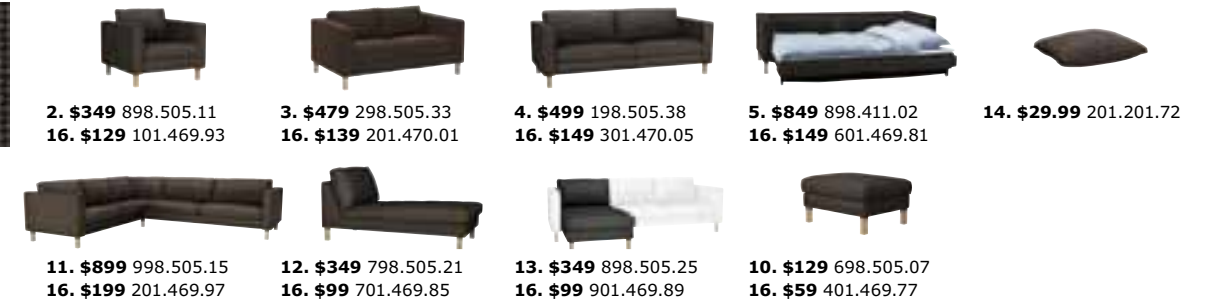 2. $349 898.505.11
16. $129 101.469.93
3. $479 298.505.33
16. $139 201.470.01
4. $499 198.505.38
16. $149 301.470.05
5. $849 898.411.02
16. $149 601.469.81
14. $29.99 201.201.72
11. $899 998.505.15
16. $199 201.469.97
12. $349 798.505.21
16. $99 701.469.85
13. $349 898.505.25
16. $99 901.469.89
10. $129 698.505.07
16. $59 401.469.77